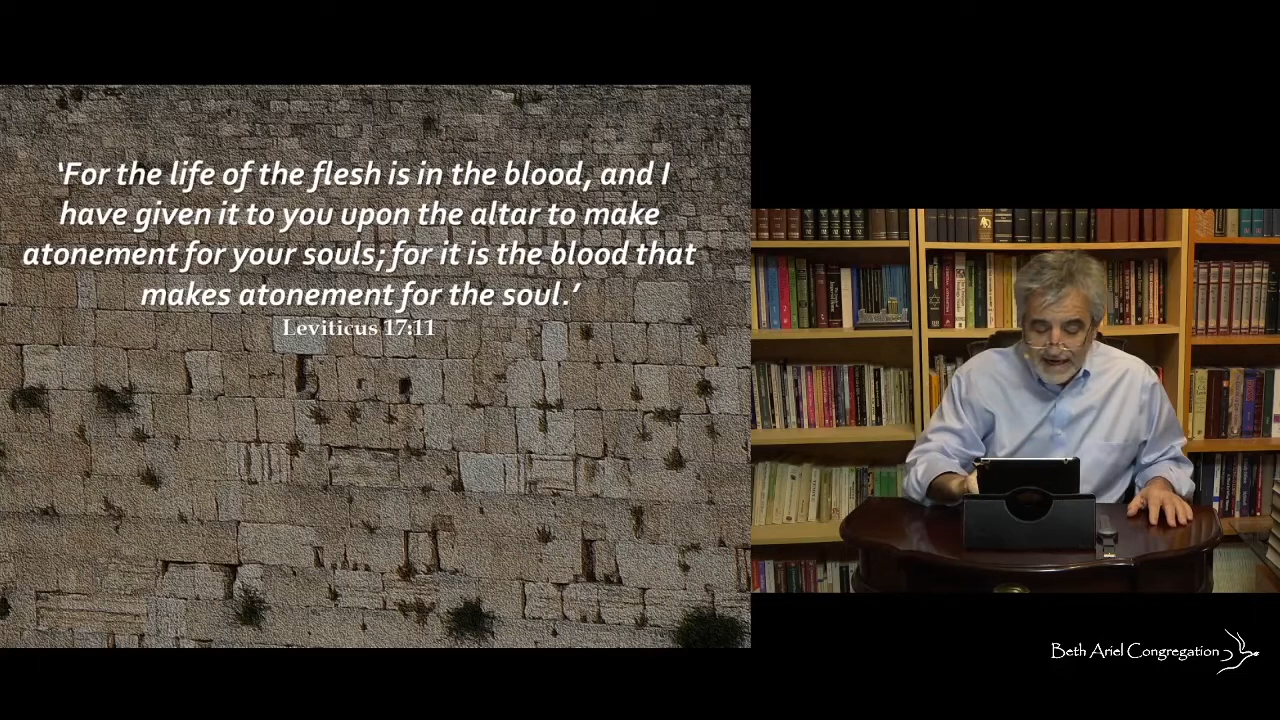 ‘For the life of the flesh is in the blood, and I
have given it to you upon the altar to make
atonement for your souls; for it is the blood that
makes atonement for the soul.’
Leviticus 17:11
Beth Ariel Congregation